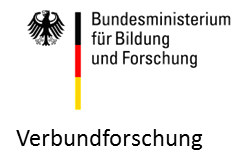 Bundesministerium
für Bildung
und Forschung
Verbundforschung